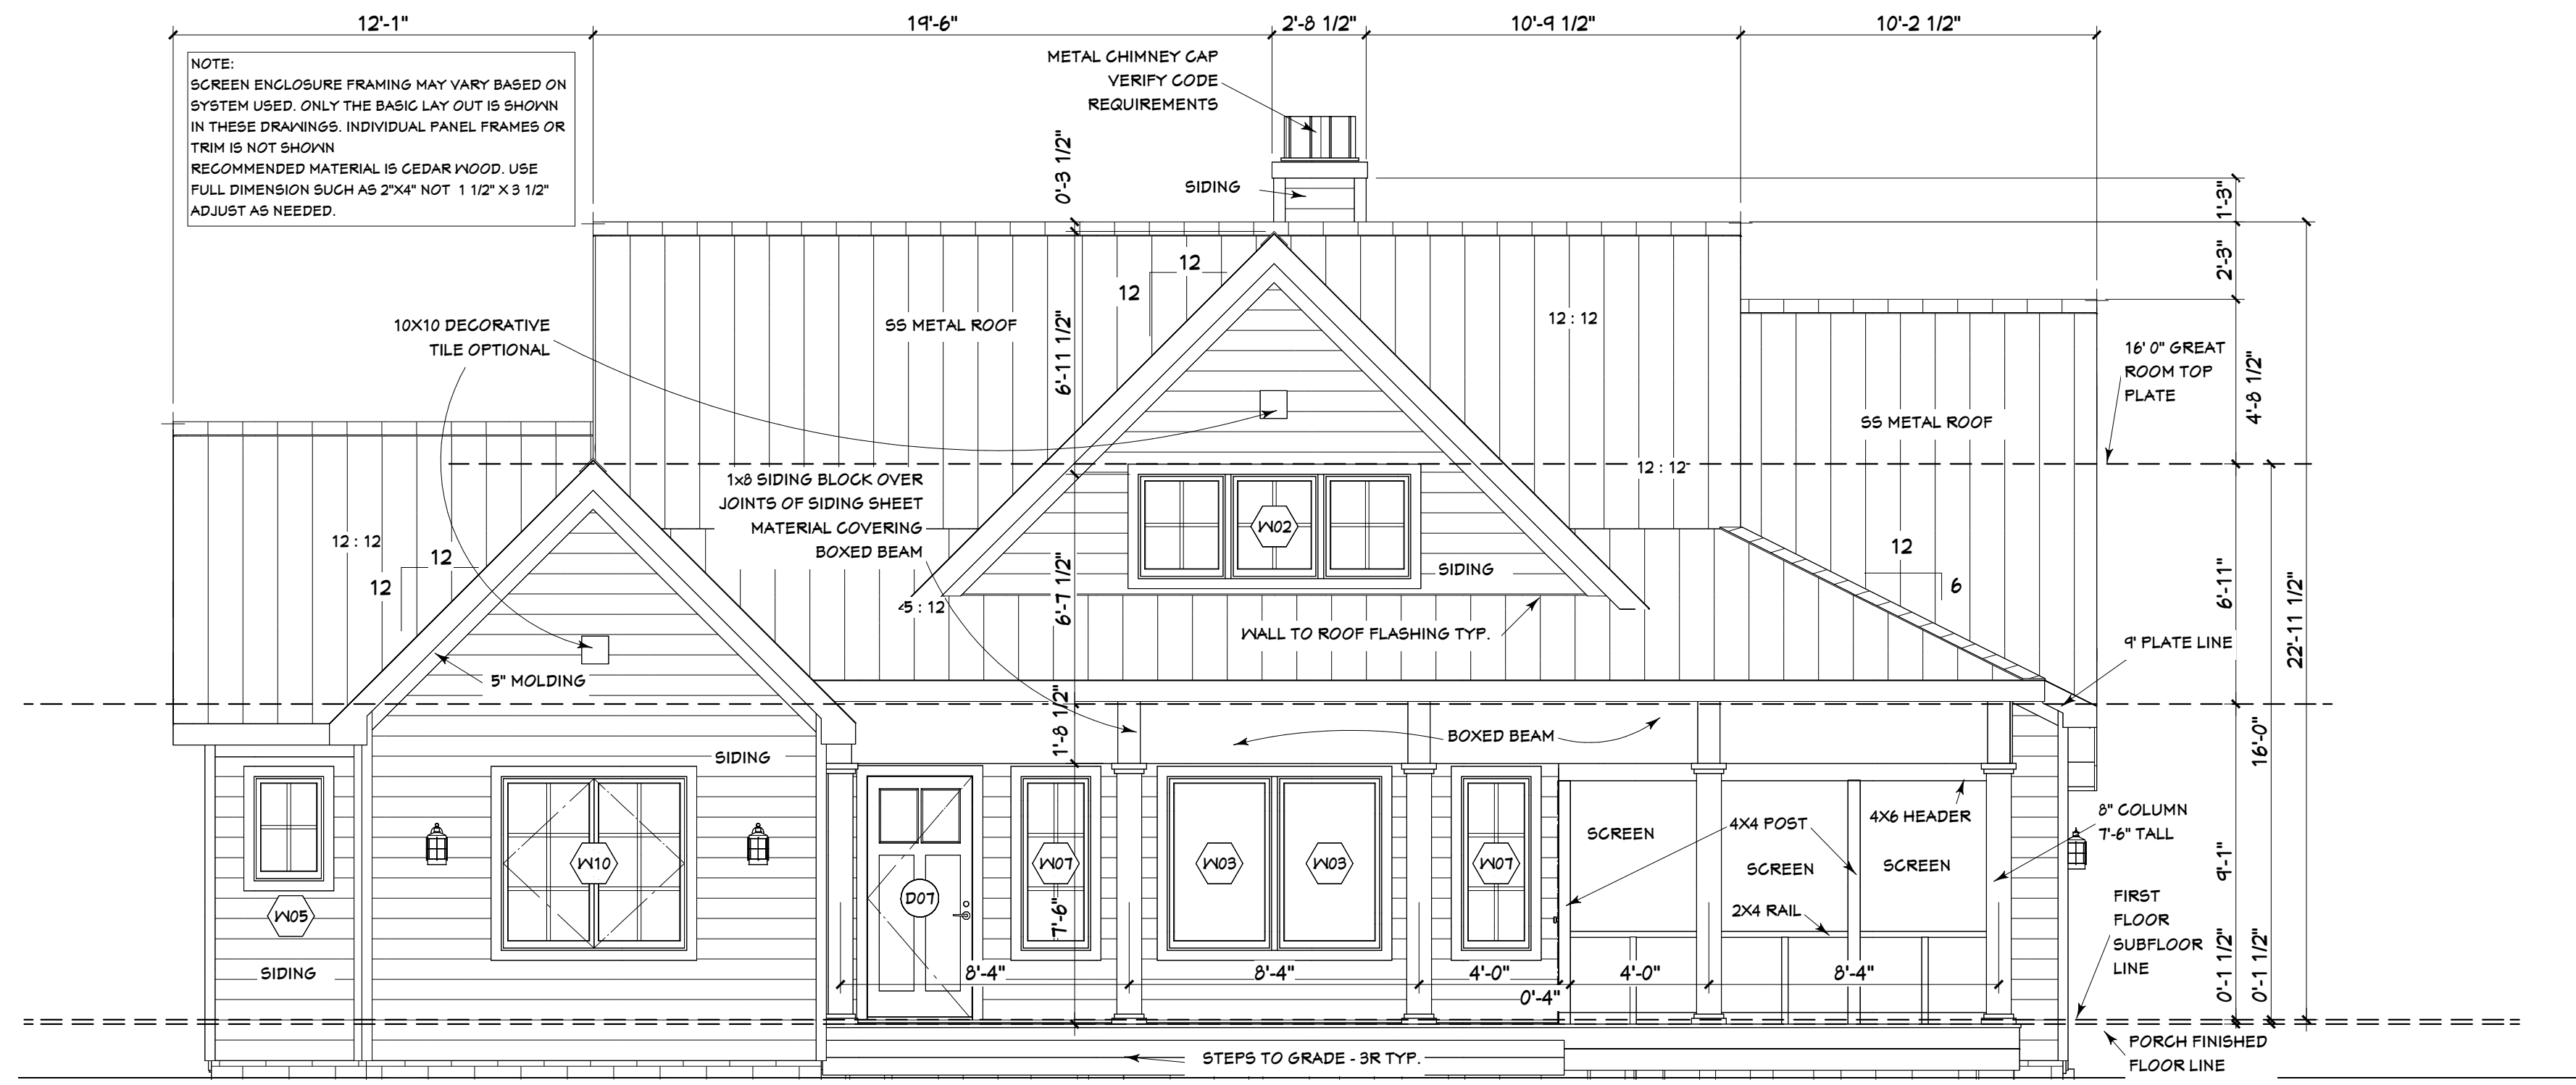 12'-1"
19'-6"
2'-8 1/2"
10'-9 1/2"
10'-2 1/2"
NOTE:
SCREEN ENCLOSURE FRAMING MAY VARY BASED ON
SYSTEM USED. ONLY THE BASIC LAY OUT IS SHOWN
IN THESE DRAWINGS. INDIVIDUAL PANEL FRAMES OR
TRIM IS NOT SHOWN
RECOMMENDED MATERIAL IS CEDAR WOOD. USE
FULL DIMENSION SUCH AS 2"X4" NOT 1 1/2" X 3 1/2"
ADJUST AS NEEDED.
METAL CHIMNEY CAP
VERIFY CODE
REQUIREMENTS
0'-3 1/2"
SIDING
1'-3"
2'-3"
12
12
10X10 DECORATIVE
TILE OPTIONAL
SS METAL ROOF
6'-11 1/2"
12 : 12
16' 0" GREAT
ROOM TOP
PLATE
4'-8 1/2"
SS METAL ROOF
12 : 12
1x8 SIDING BLOCK OVER
JOINTS OF SIDING SHEET
MATERIAL COVERING
BOXED BEAM
W02
12 : 12
12
12
SIDING
12
6
6'-7 1/2"
6'-11"
5 : 12
WALL TO ROOF FLASHING TYP.
9' PLATE LINE
22'-11 1/2"
5" MOLDING
1'-8 1/2"
BOXED BEAM
16'-0"
SIDING
SCREEN
4X4 POST
4X6 HEADER
8" COLUMN
7'-6" TALL
W10
W07
W03
W03
W07
SCREEN
SCREEN
9'-1"
D07
W05
7'-6"
2X4 RAIL
FIRST
FLOOR
SUBFLOOR
LINE
SIDING
8'-4"
8'-4"
4'-0"
0'-4"
4'-0"
8'-4"
0'-1 1/2"
0'-1 1/2"
STEPS TO GRADE - 3R TYP.
PORCH FINISHED
FLOOR LINE